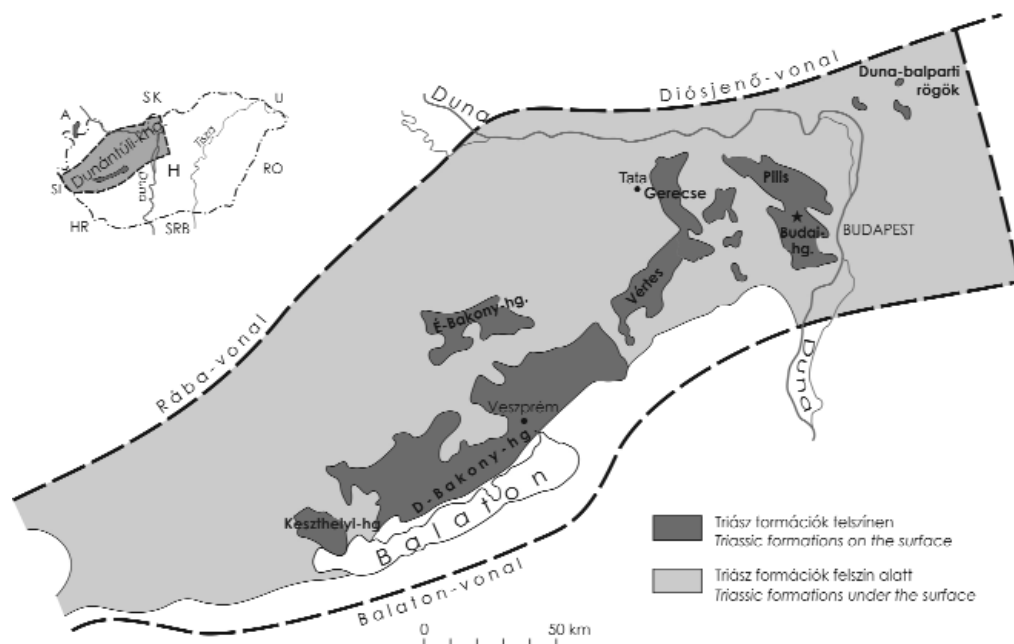 SK
U
A
Tisza
Dunántúli-khg.
H
SI
Duna
RO
HR
SRB
Duna
Diósjenő-vonal
Duna-balparti
rögök
Tata
Gerecse
Pilis
Budai-
hg.
BUDAPEST
Vértes
É-Bakony-hg.
Rába-vonal
Duna
Veszprém
D-Bakony-hg.
Keszthelyi-hg
Balaton
Balaton-vonal
Triász formációk felszínen
Triassic formations on the surface
Triász formációk felszín alatt
Triassic formations under the surface
0 50 km